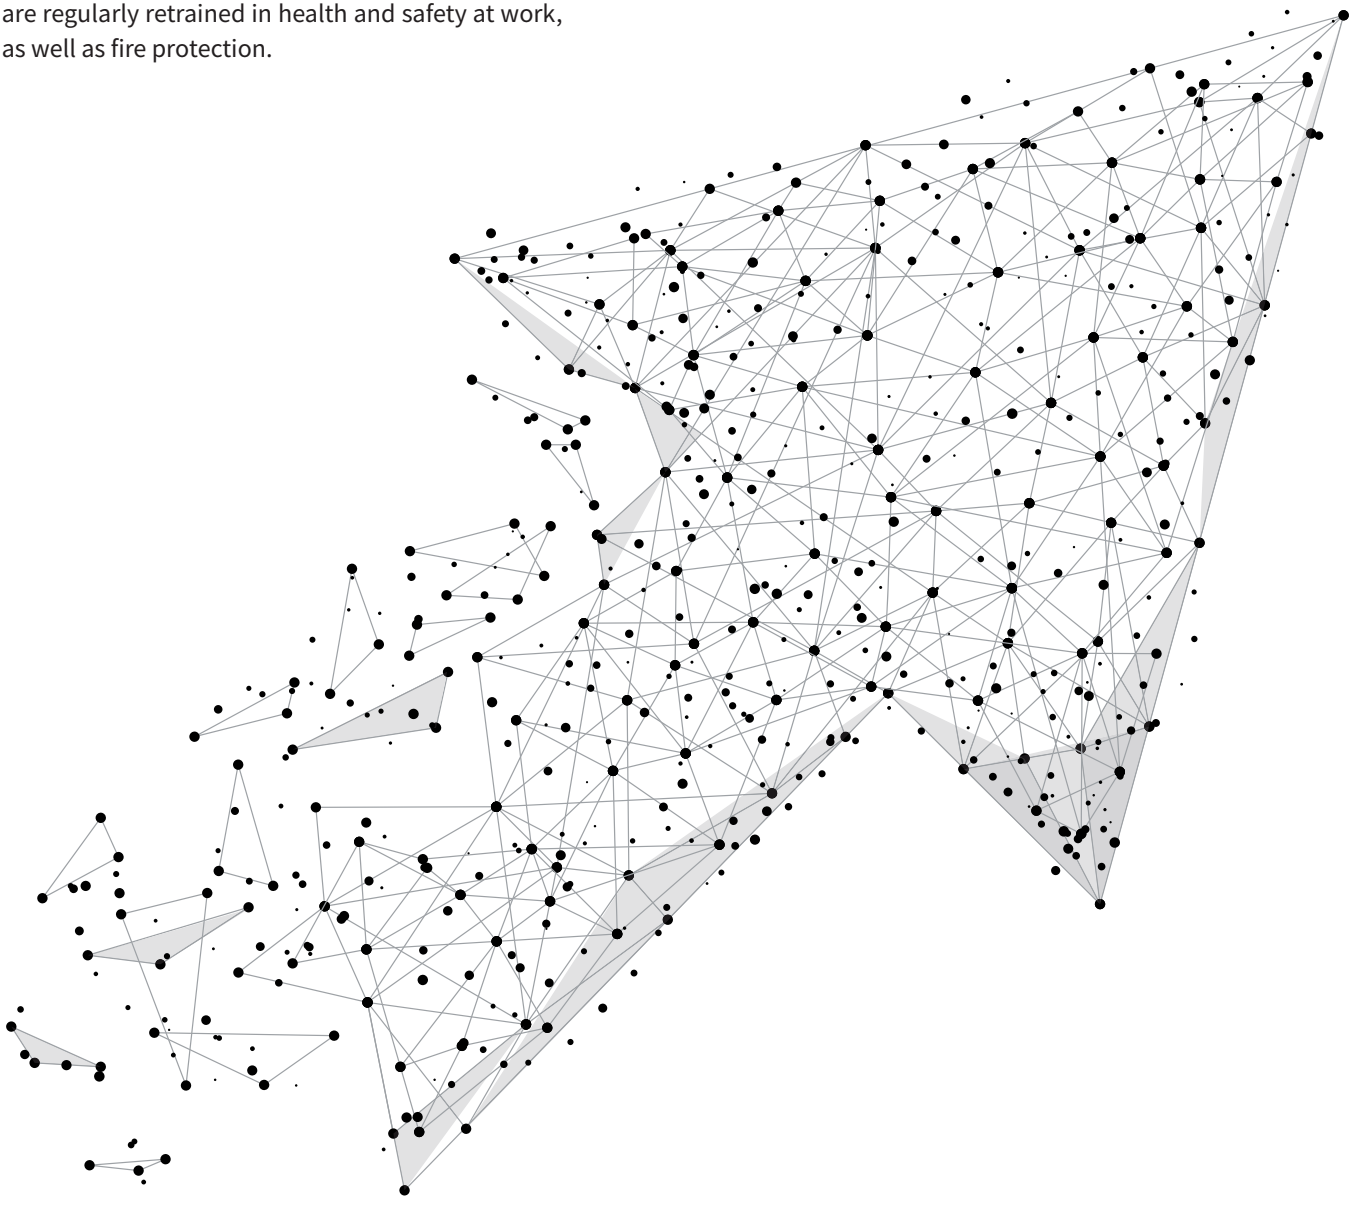 are regularly retrained in health and safety at work,
as well as fire protection.